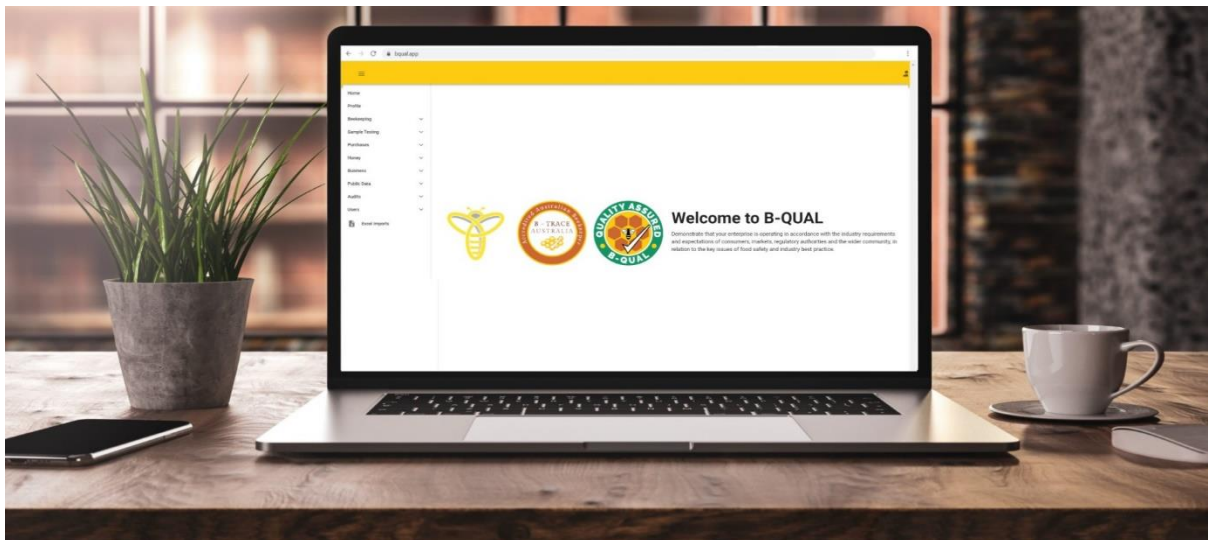 bqual.app
Home
Profile
Beekeeping
Sample Testing
Purchases
Honey
Business
Public Data
Audits
Users
Excel Imports
Accredited Australian Beekeeper
B - TRACE
AUSTRALIA
QUALITY ASSURED
B-QUAL
Welcome to B-QUAL
Demonstrate that your enterprise is operating in accordance with the industry requirements
and expectations of consumers, markets, regulatory authorities and the wider community, in
relation to the key issues of food safety and industry best practice.